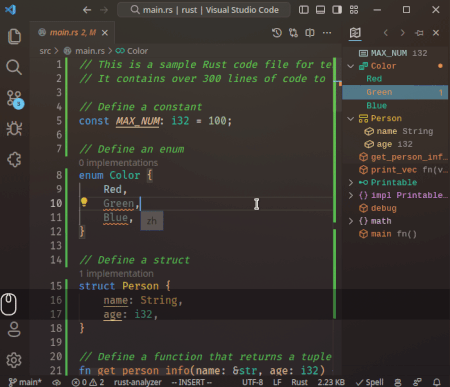 main.rs | rust | Visual Studio Code
main.rs 2, M
src > main.rs > Color
1 // This is a sample Rust code file for te
2 // It contains over 300 lines of code to
3
4 // Define a constant
5 const MAX_NUM: i32 = 100;
6
7 // Define an enum
0 implementations
8 enum Color {
9 Red,
10 Green,
11 Blue,
zh
12 }
13
14 // Define a struct
1 implementation
15 struct Person {
16 name: String,
17 age: i32,
18 }
19
20 // Define a function that returns a tuple
21 fn get_person_info(name: &str, age: i32)
MAX_NUM i32
Color
Red
Green 1
Blue
Person
name String
age i32
get_person_inf…
print_vec fn(v…
Printable
impl Printable…
debug
math
main fn()
3
main* 0 2 rust-analyzer -- INSERT -- UTF-8 LF Rust 2.23 KB Spell